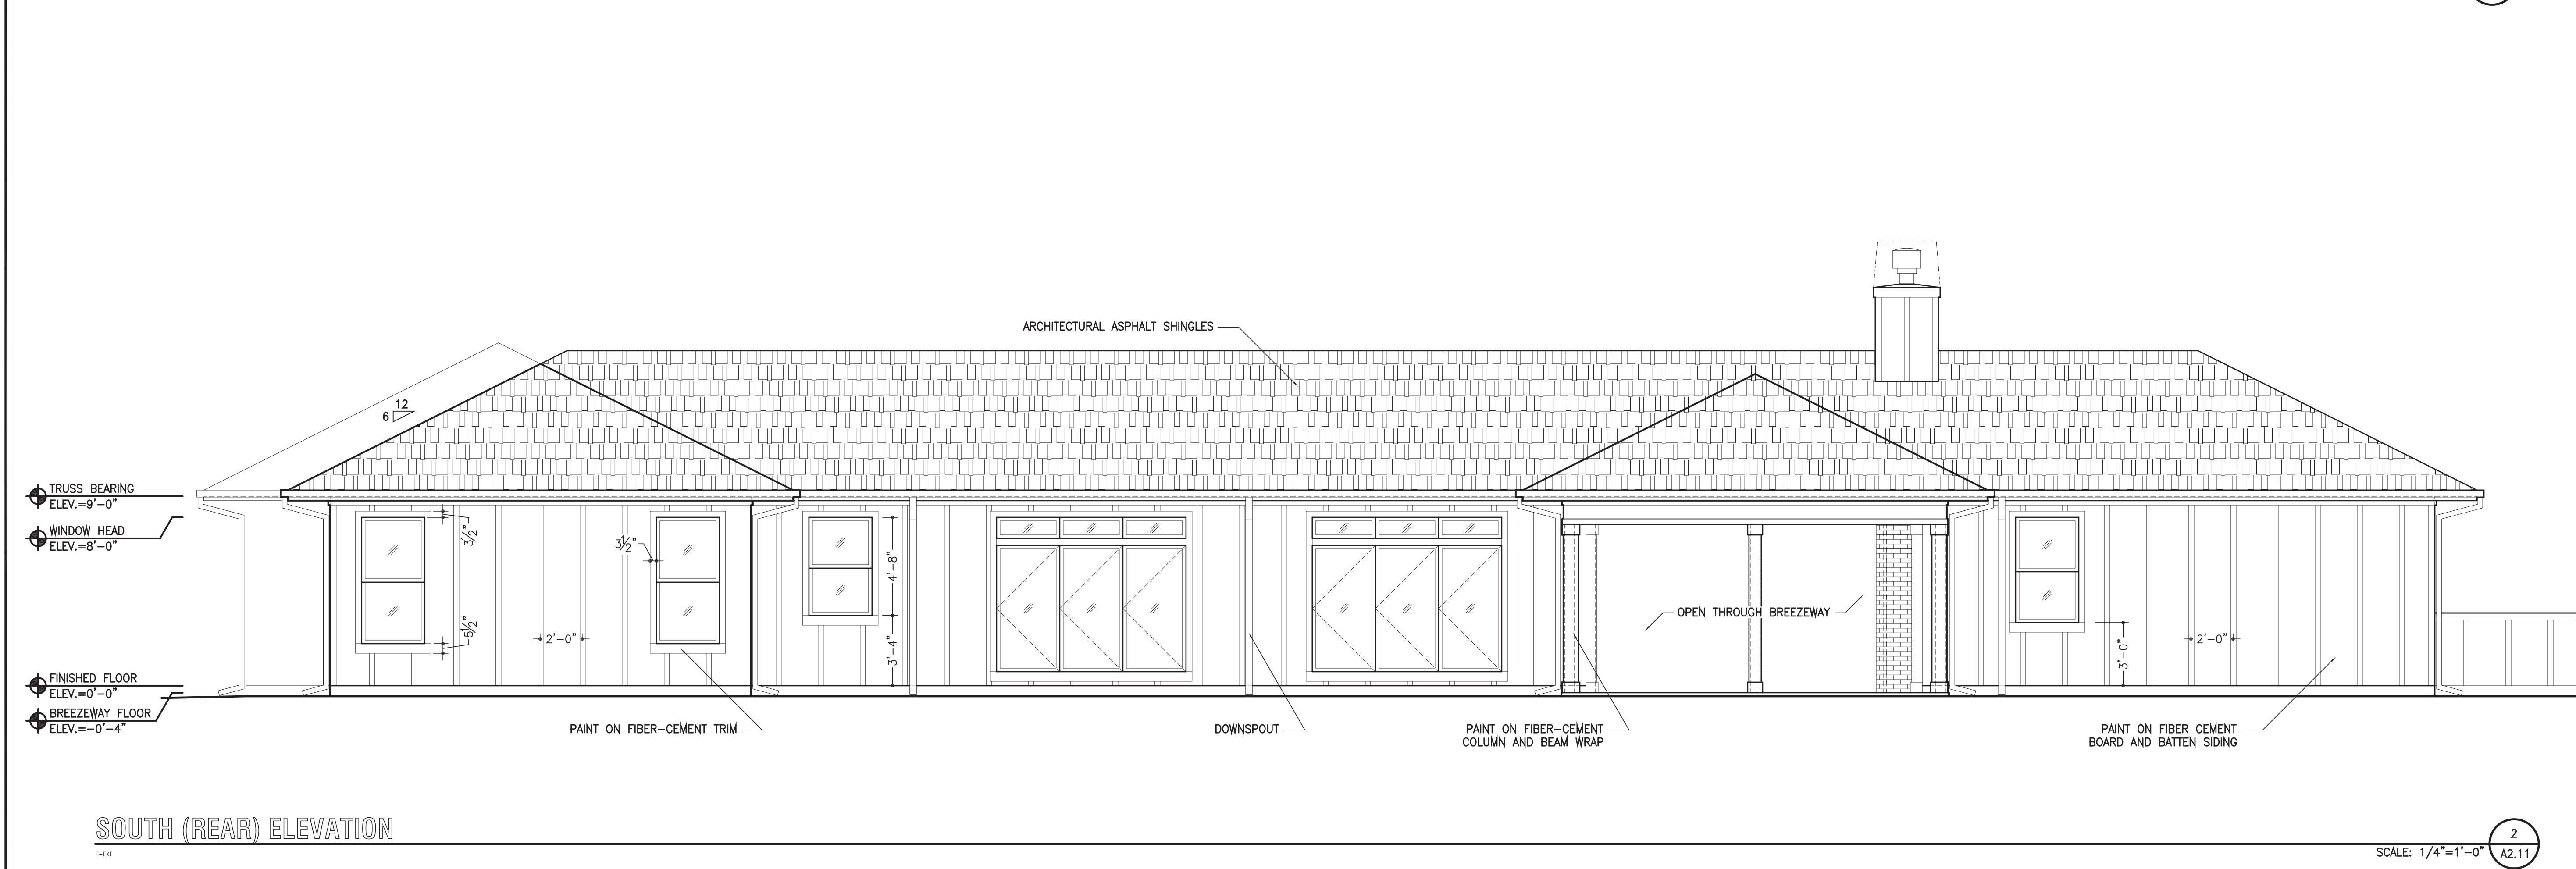 ARCHITECTURAL ASPHALT SHINGLES
12
6
TRUSS BEARING
ELEV.=9'-0"
WINDOW HEAD
ELEV.=8'-0"
3½"
3½"
4'-8"
5½"
2'-0"
3'-4"
OPEN THROUGH BREEZEWAY
3'-0"
2'-0"
FINISHED FLOOR
ELEV.=0'-0"
BREEZEWAY FLOOR
ELEV.=-0'-4"
PAINT ON FIBER-CEMENT TRIM
DOWNSPOUT
PAINT ON FIBER-CEMENT
COLUMN AND BEAM WRAP
PAINT ON FIBER CEMENT
BOARD AND BATTEN SIDING
SOUTH (REAR) ELEVATION
E-EXT
SCALE: 1/4"=1'-0"
2
A2.11